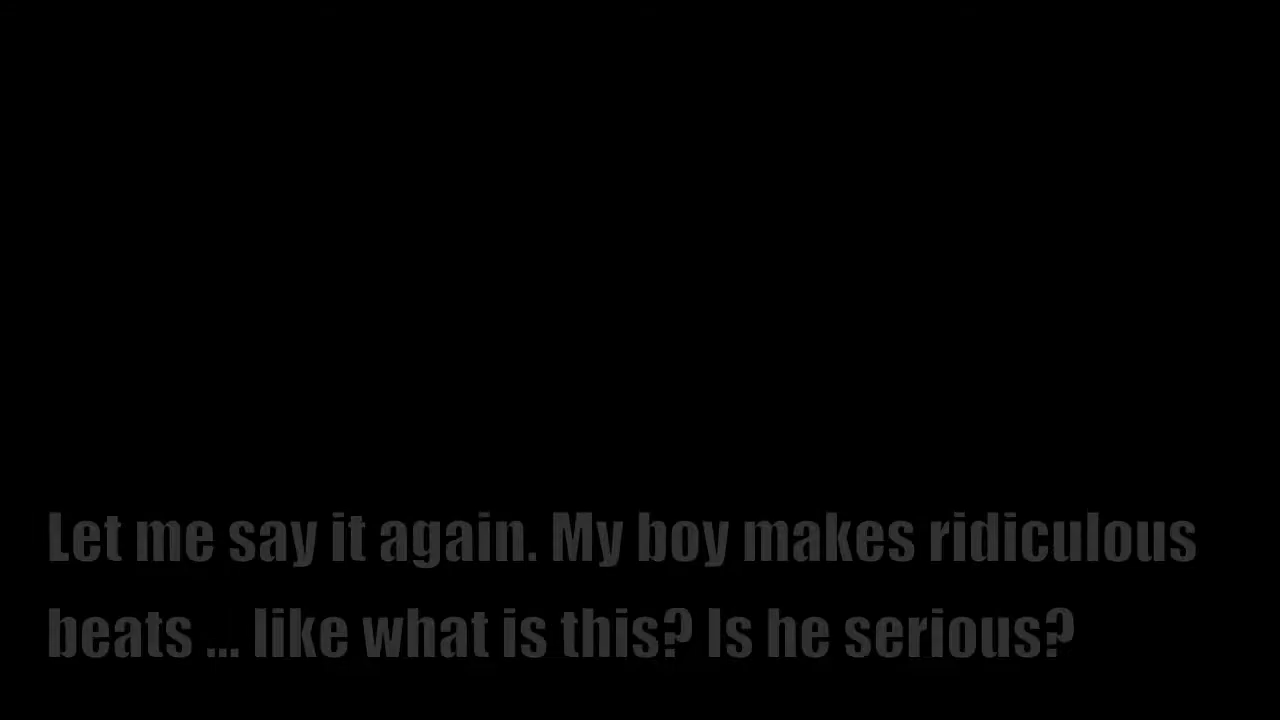 Let me say it again. My boy makes ridiculous
beats ... like what is this? Is he serious?